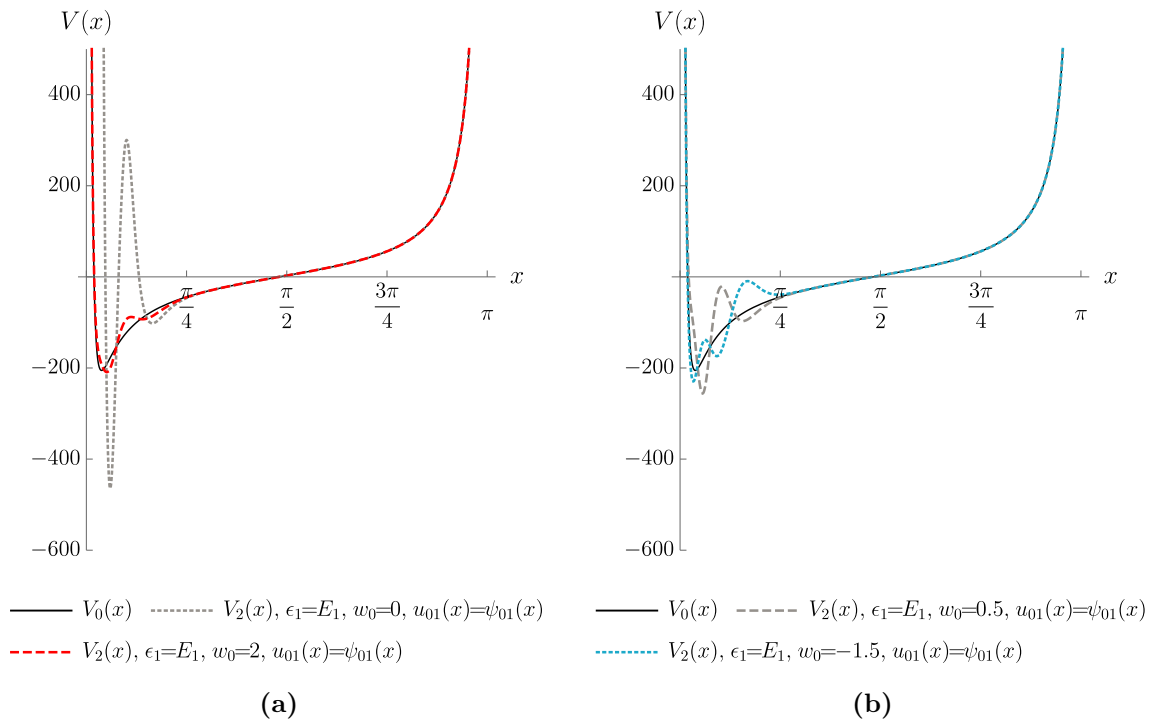 V(x)
400
200
−200
−400
−600
π/4
π/2
3π/4
π
x
V₀(x) V₂(x), ϵ₁=E₁, w₀=0, u₀₁(x)=ψ₀₁(x)
V₂(x), ϵ₁=E₁, w₀=2, u₀₁(x)=ψ₀₁(x)
(a)
V(x)
400
200
−200
−400
−600
π/4
π/2
3π/4
π
x
V₀(x) V₂(x), ϵ₁=E₁, w₀=0.5, u₀₁(x)=ψ₀₁(x)
V₂(x), ϵ₁=E₁, w₀=−1.5, u₀₁(x)=ψ₀₁(x)
(b)